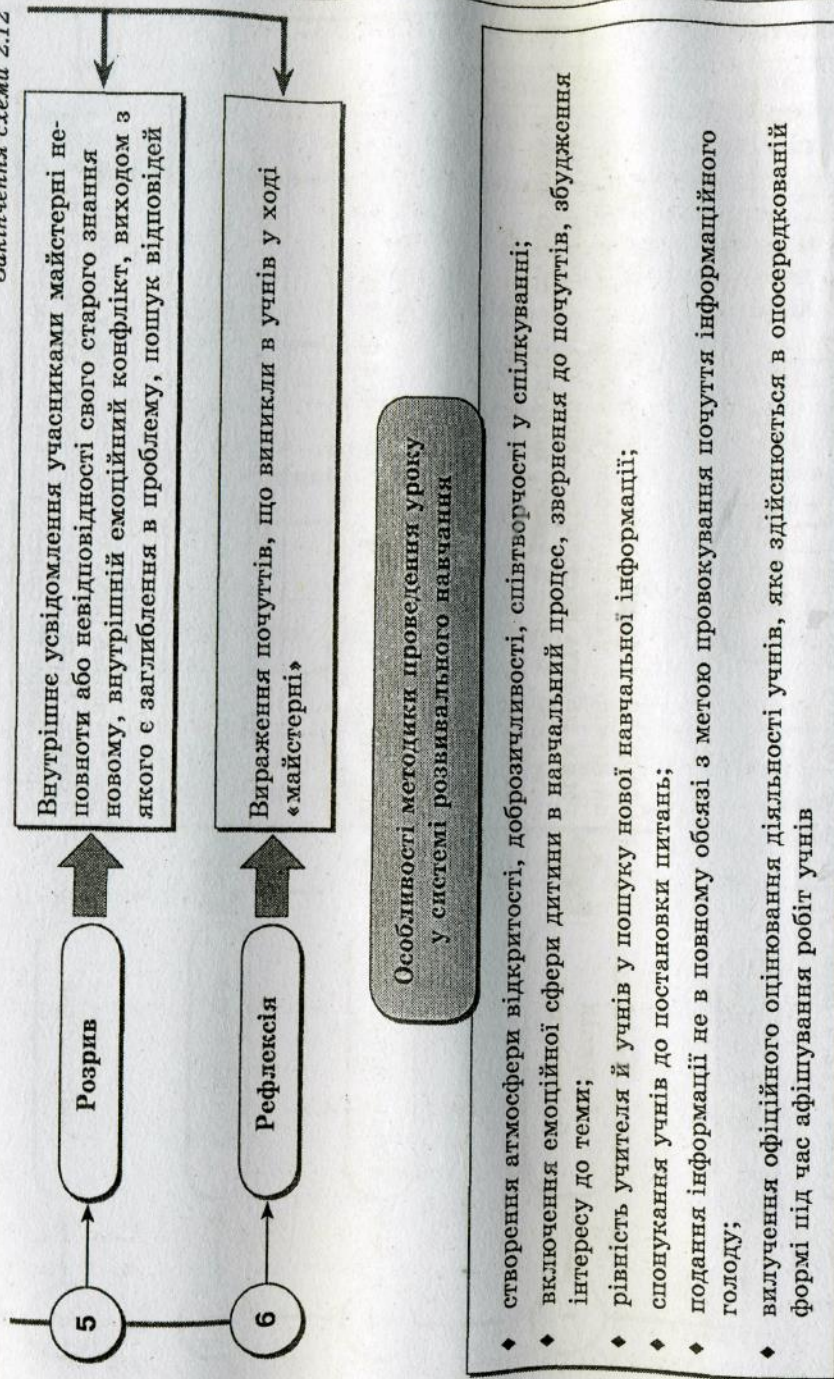 Закінчення схеми 2.12
5
Розрив
Внутрішнє усвідомлення учасниками майстерні не-
повноти або невідповідності свого старого знання
новому, внутрішній емоційний конфлікт, виходом з
якого є заглиблення в проблему, пошук відповідей
6
Рефлексія
Вираження почуттів, що виникли в учнів у ході
«майстерні»
Особливості методики проведення уроку
у системі розвивального навчання
♦ створення атмосфери відкритості, доброзичливості, співтворчості у спілкуванні;
♦ включення емоційної сфери дитини в навчальний процес, звернення до почуттів, збудження
інтересу до теми;
♦ рівність учителя й учнів у пошуку нової навчальної інформації;
♦ спонукання учнів до постановки питань;
♦ подання інформації не в повному обсязі з метою провокування почуття інформаційного
голоду;
♦ вилучення офіційного оцінювання діяльності учнів, яке здійснюється в опосередкованій
формі під час афішування робіт учнів